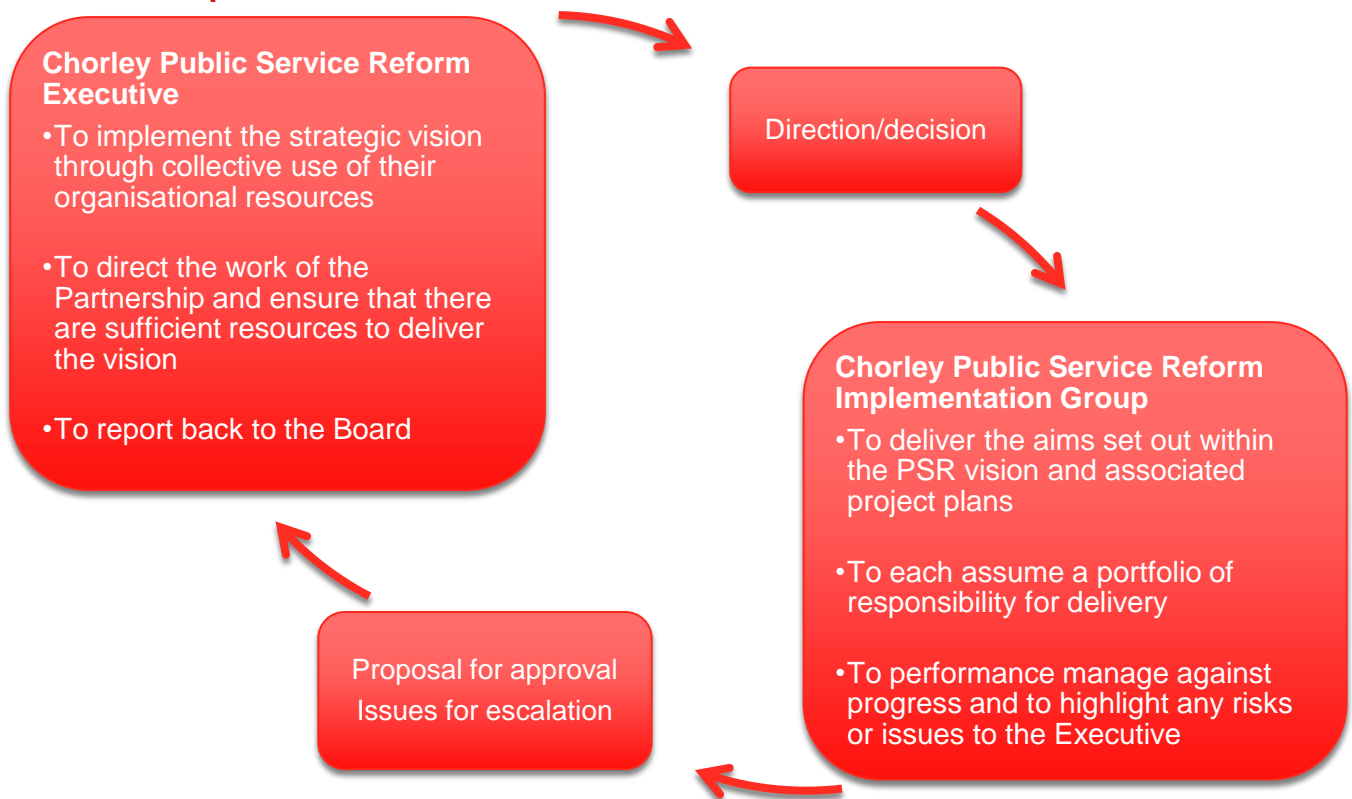 Chorley Public Service Reform
Executive
•To implement the strategic vision
through collective use of their
organisational resources
•To direct the work of the
Partnership and ensure that there
are sufficient resources to deliver
the vision
•To report back to the Board
Direction/decision
Chorley Public Service Reform
Implementation Group
•To deliver the aims set out within
the PSR vision and associated
project plans
•To each assume a portfolio of
responsibility for delivery
•To performance manage against
progress and to highlight any risks
or issues to the Executive
Proposal for approval
Issues for escalation